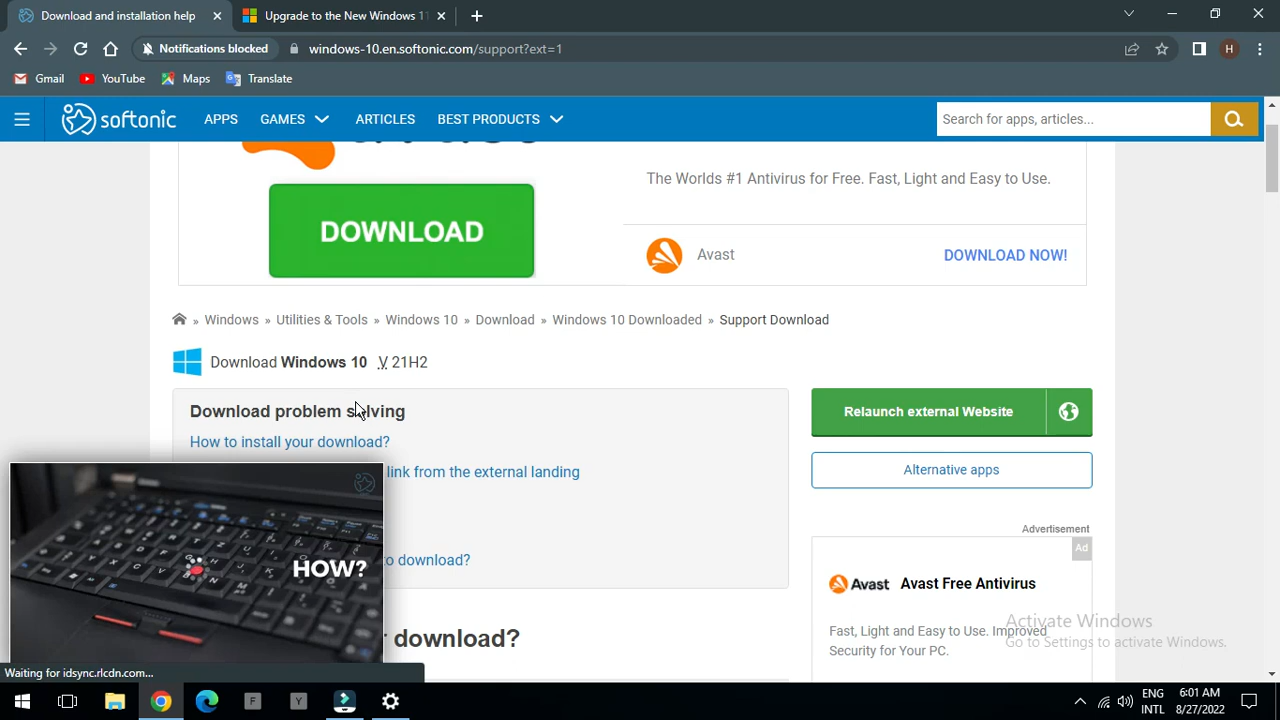 Download and installation help
Upgrade to the New Windows 11
Notifications blocked
windows-10.en.softonic.com/support?ext=1
H
Gmail
YouTube
Maps
Translate
softonic
APPS
GAMES
ARTICLES
BEST PRODUCTS
Search for apps, articles...
DOWNLOAD
The Worlds #1 Antivirus for Free. Fast, Light and Easy to Use.
Avast
DOWNLOAD NOW!
» Windows » Utilities & Tools » Windows 10 » Download » Windows 10 Downloaded » Support Download
Download Windows 10 V 21H2
Download problem solving
How to install your download?
link from the external landing
to download?
download?
Relaunch external Website
Alternative apps
Advertisement
Ad
Avast Avast Free Antivirus
Fast, Light and Easy to Use. Improved
Security for Your PC.
Activate Windows
Go to Settings to activate Windows.
HOW?
Waiting for idsync.rlcdn.com...
F
Y
ENG
INTL
6:01 AM
8/27/2022